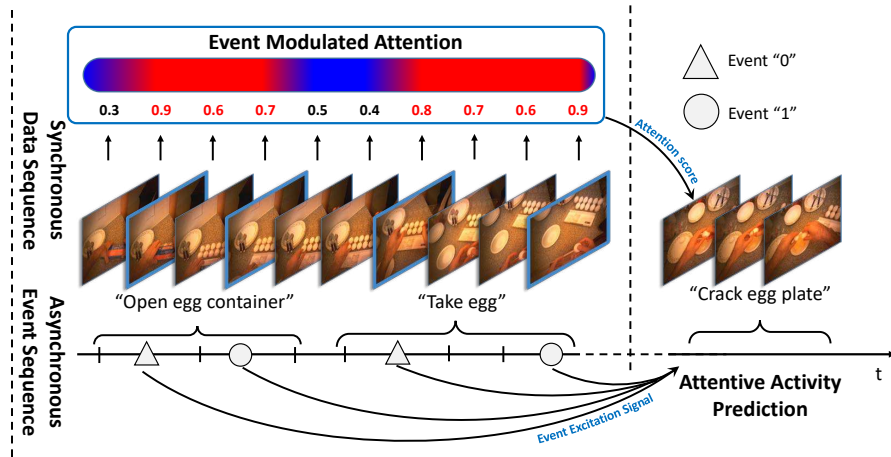 Event Modulated Attention
0.3 0.9 0.6 0.7 0.5 0.4 0.8 0.7 0.6 0.9
Event "0"
Event "1"
Synchronous
Data Sequence
Attention score
"Open egg container"
"Take egg"
"Crack egg plate"
Asynchronous
Event Sequence
t
Attentive Activity
Prediction
Event Excitation Signal